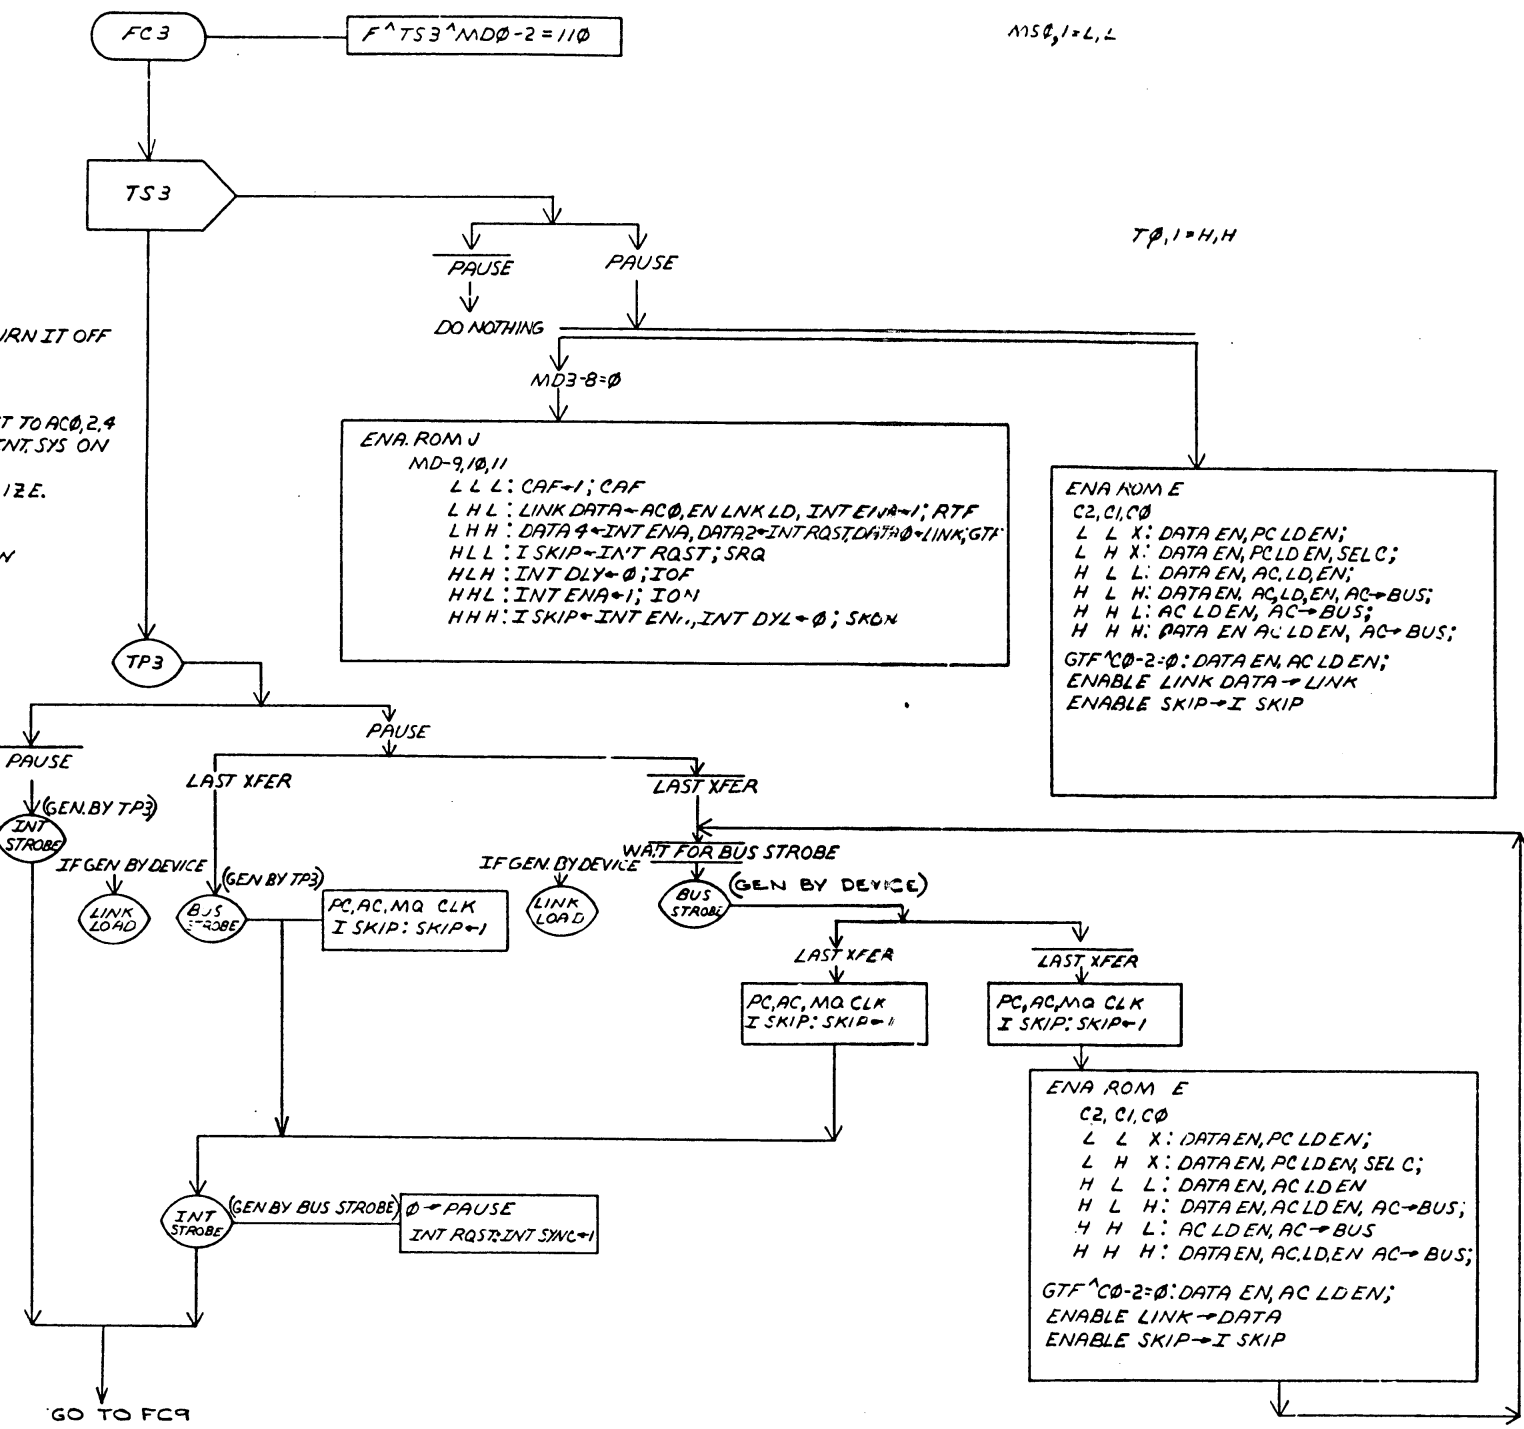 FC3
F^TS3^MDØ-2=110
MSØ,1=L,L
TS3
TØ,1=H,H
PAUSE
PAUSE
DO NOTHING
URN IT OFF
T TO ACØ,2,4
INT. SYS ON
IZE.
N
MD3-8=Ø
ENA. ROM J
MD-9,1Ø,11
L L L: CAF←1; CAF
L H L: LINK DATA←ACØ, EN LNK LD, INT ENA←1; RTF
L H H: DATA 4←INT ENA, DATA2←INT RQST, DATAØ←LINK; GTF
H L L: I SKIP←INT RQST; SRQ
H L H: INT DLY←Ø; IOF
H H L: INT ENA←1; ION
H H H: I SKIP←INT EN.., INT DYL←Ø; SKON
ENA ROM E
C2, C1, CØ
L L X: DATA EN, PC LD EN;
L H X: DATA EN, PC LD EN, SEL C;
H L L: DATA EN, AC, LD, EN;
H L H: DATA EN, AC, LD, EN, AC→BUS;
H H L: AC LD EN, AC→BUS;
H H H: DATA EN AC LD EN, AC→BUS;
GTF^CØ-2=Ø: DATA EN, AC LD EN;
ENABLE LINK DATA→LINK
ENABLE SKIP→I SKIP
TP3
PAUSE
PAUSE
LAST XFER
LAST XFER
(GEN. BY TP3)
INT
STROBE
WAIT FOR BUS STROBE
IF GEN BY DEVICE
LINK
LOAD
(GEN BY TP3)
BUS
STROBE
PC, AC, MQ CLK
I SKIP: SKIP←1
IF GEN. BY DEVICE
LINK
LOAD
BUS
STROBE
(GEN BY DEVICE)
LAST XFER
LAST XFER
PC, AC, MQ CLK
I SKIP: SKIP←1
PC, AC, MQ CLK
I SKIP: SKIP←1
ENA ROM E
C2, C1, CØ
L L X: DATA EN, PC LD EN;
L H X: DATA EN, PC LD EN, SEL C;
H L L: DATA EN, AC LD EN
H L H: DATA EN, AC LD EN, AC→BUS;
H H L: AC LD EN, AC→BUS
H H H: DATA EN, AC, LD, EN AC→BUS;
GTF^CØ-2=Ø: DATA EN, AC LD EN;
ENABLE LINK→DATA
ENABLE SKIP→I SKIP
INT
STROBE
(GEN BY BUS STROBE)
Ø→PAUSE
INT RQST: INT SYNC←1
GO TO FC9